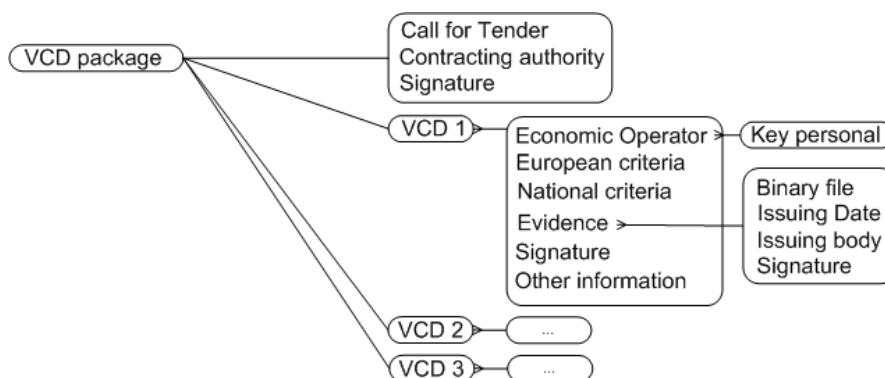 VCD package
Call for Tender
Contracting authority
Signature
VCD 1
Economic Operator
European criteria
National criteria
Evidence
Signature
Other information
Key personal
Binary file
Issuing Date
Issuing body
Signature
VCD 2
...
VCD 3
...